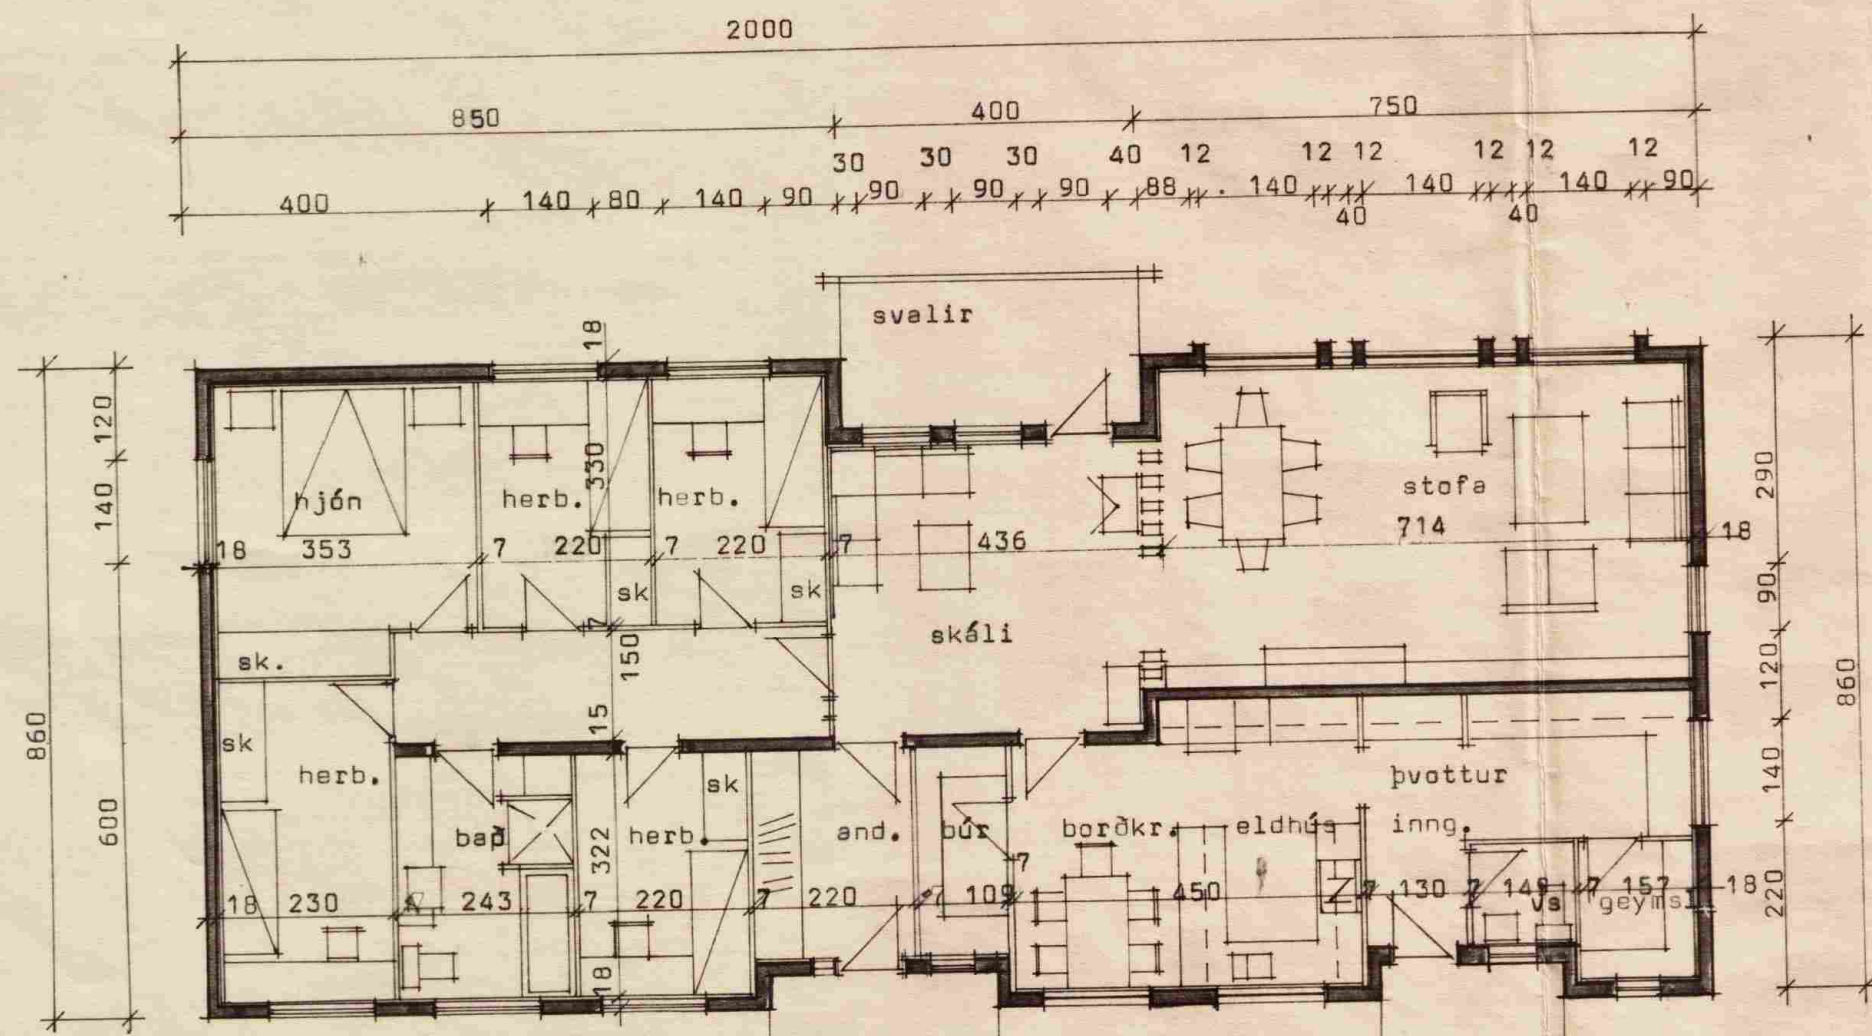 2000
850 400 750
30 30 30 40 12 12 12 12 12 12
400 140 80 140 90 90 90 90 88 140 140 140 90
40 40
svalir
18
120
140
330
290
hjón herb. herb. stofa
18 353 7 220 7 220 7 436 714 18
sk sk
90
7
skáli
150
sk.
120
860
860
15
sk
herb. sk þvottur
140
600
bað 322 herb. and. búr borðkr. eldhús inng.
7
18 230 243 7 220 7 220 7 109 450 7 130 7 149 7 157 18
vs geymsl
220
18